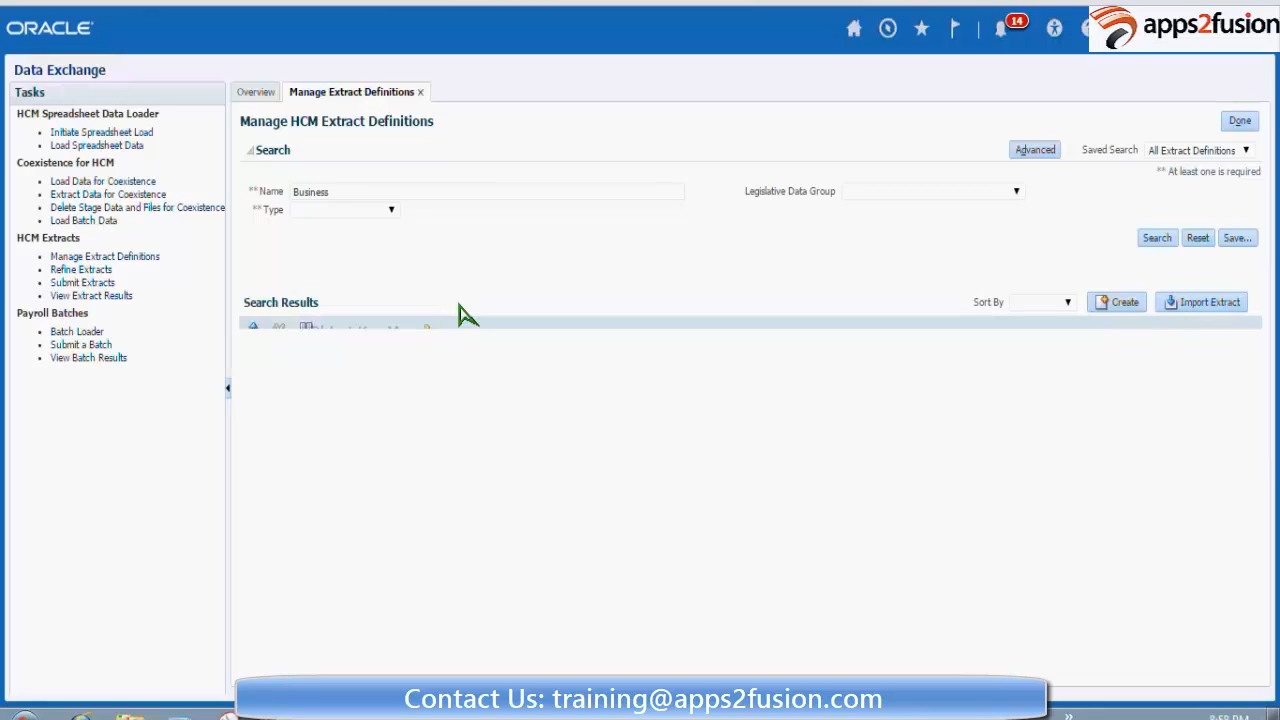 ORACLE
14
apps2fusion
Data Exchange
Tasks
HCM Spreadsheet Data Loader
Initiate Spreadsheet Load
Load Spreadsheet Data
Coexistence for HCM
Load Data for Coexistence
Extract Data for Coexistence
Delete Stage Data and Files for Coexistence
Load Batch Data
HCM Extracts
Manage Extract Definitions
Refine Extracts
Submit Extracts
View Extract Results
Payroll Batches
Batch Loader
Submit a Batch
View Batch Results
Overview
Manage Extract Definitions x
Manage HCM Extract Definitions
Done
Search
Advanced
Saved Search
All Extract Definitions
** At least one is required
** Name Business
Legislative Data Group
** Type
Search
Reset
Save...
Search Results
Sort By
Create
Import Extract
Contact Us: training@apps2fusion.com
»